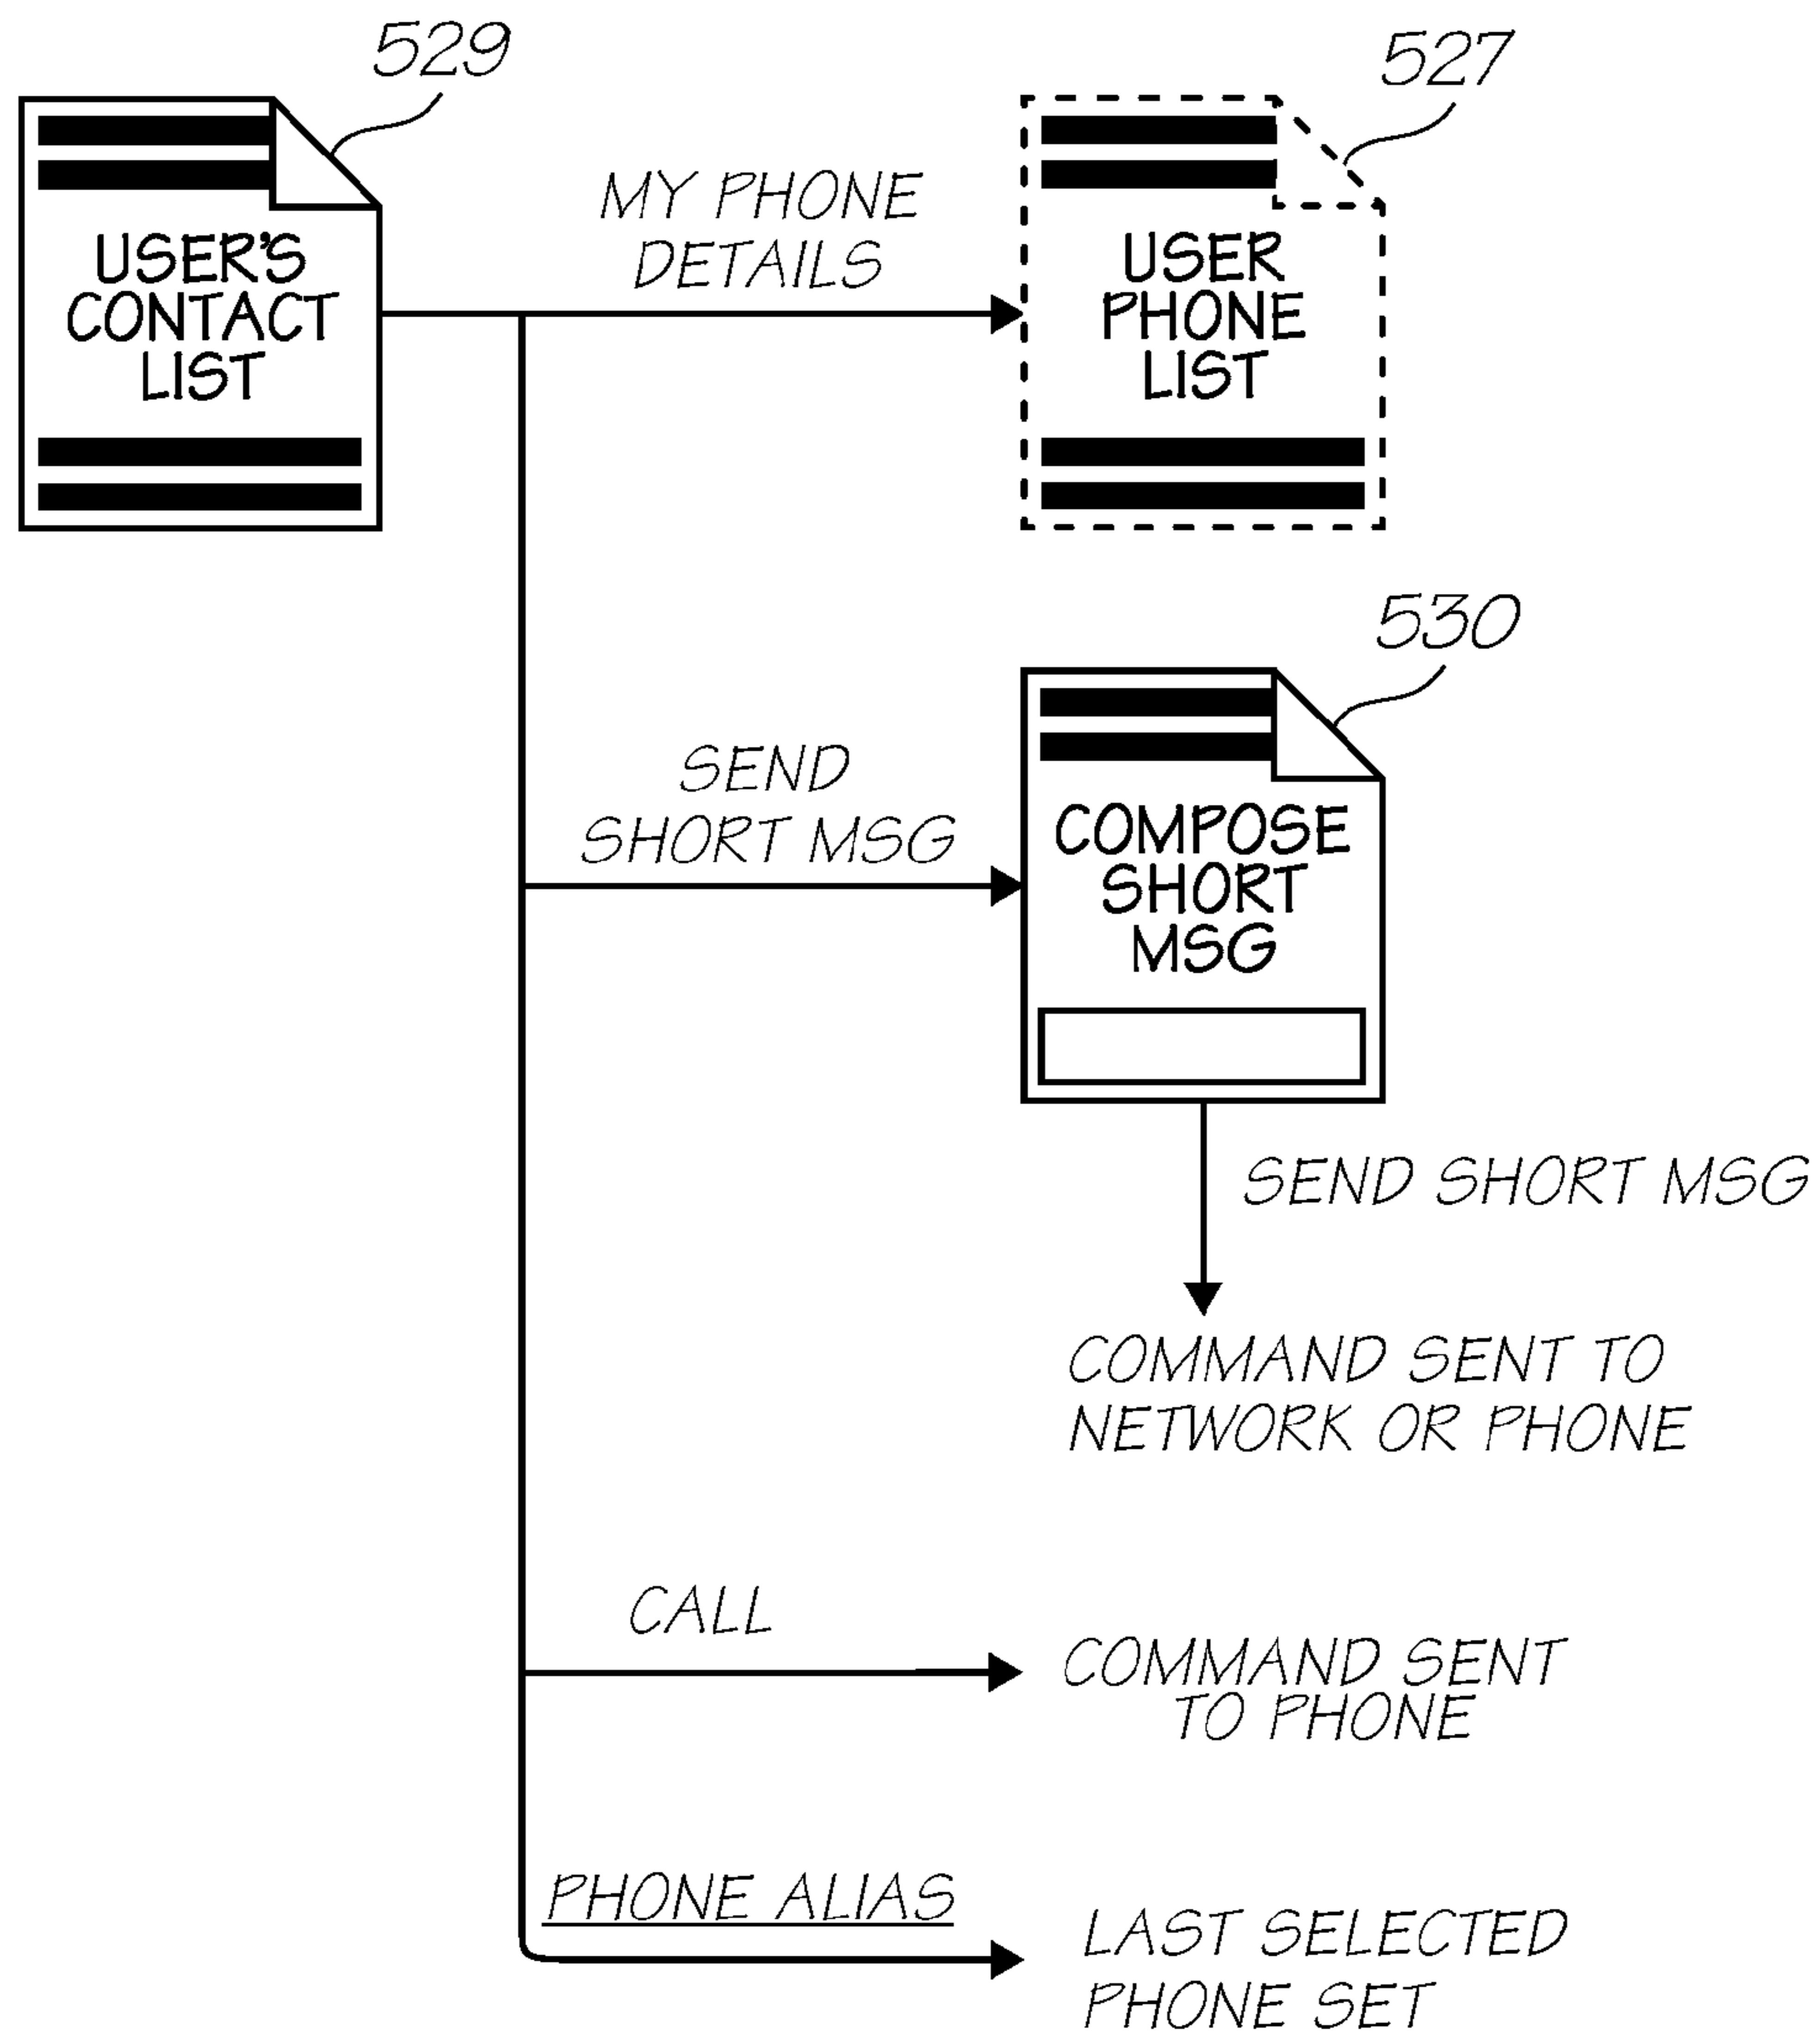 529
527
USER'S
CONTACT
LIST
MY PHONE
DETAILS
USER
PHONE
LIST
530
SEND
SHORT MSG
COMPOSE
SHORT
MSG
SEND SHORT MSG
COMMAND SENT TO
NETWORK OR PHONE
CALL
COMMAND SENT
TO PHONE
PHONE ALIAS
LAST SELECTED
PHONE SET